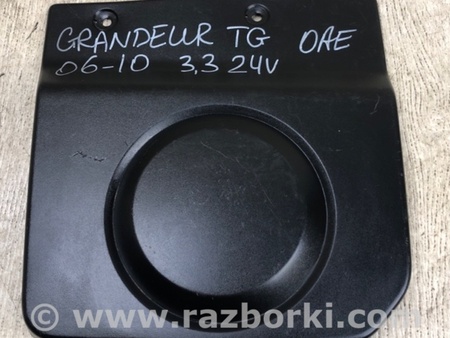 GRANDEUR TG OAE
06-10 3,3 24V
© www.razborki.com